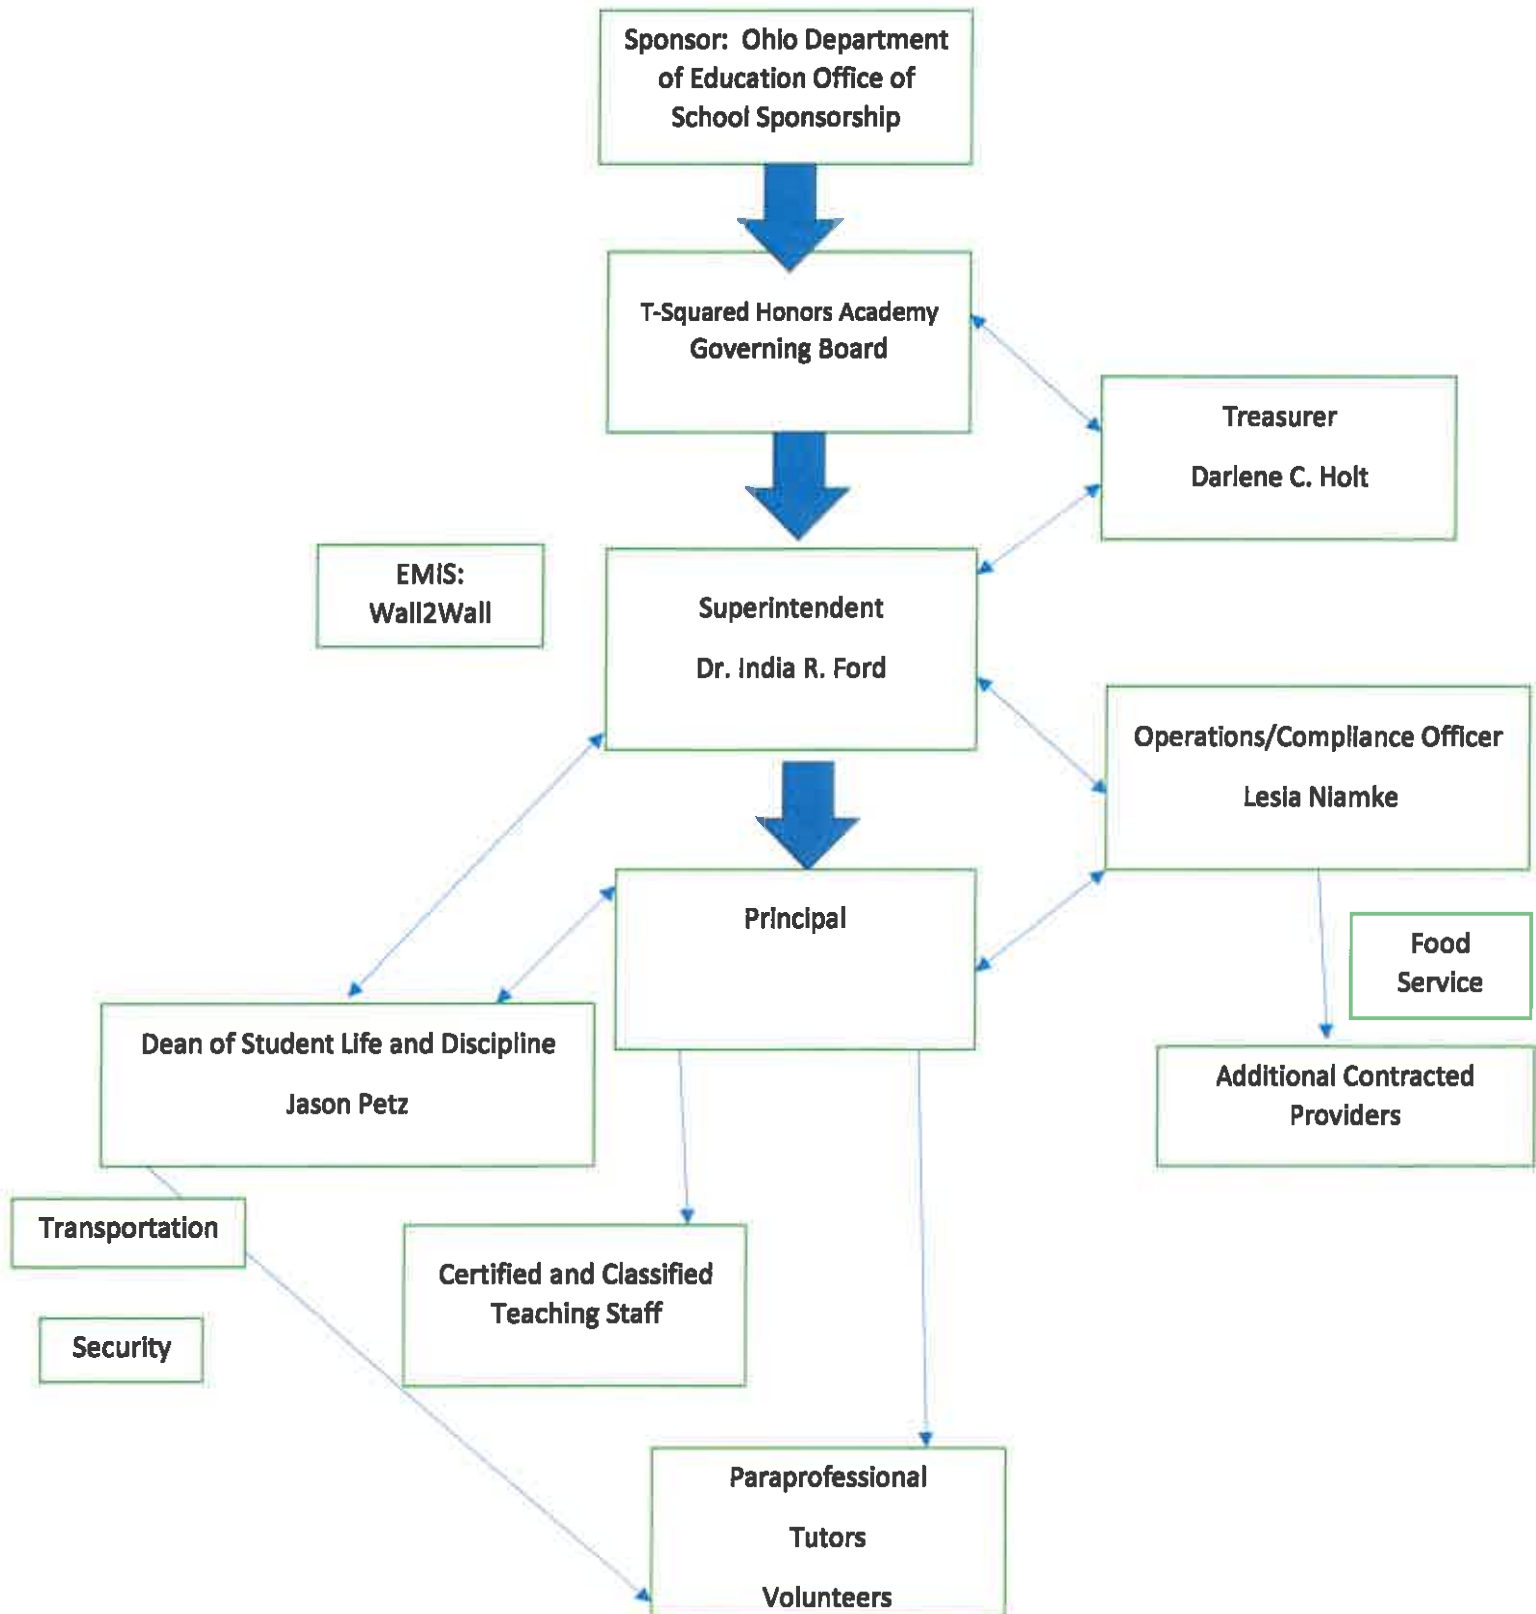 Sponsor: Ohio Department
of Education Office of
School Sponsorship
T-Squared Honors Academy
Governing Board
Treasurer
Darlene C. Holt
EMIS:
Wall2Wall
Superintendent
Dr. India R. Ford
Operations/Compliance Officer
Lesia Niamke
Principal
Food
Service
Dean of Student Life and Discipline
Jason Petz
Additional Contracted
Providers
Transportation
Certified and Classified
Teaching Staff
Security
Paraprofessional
Tutors
Volunteers